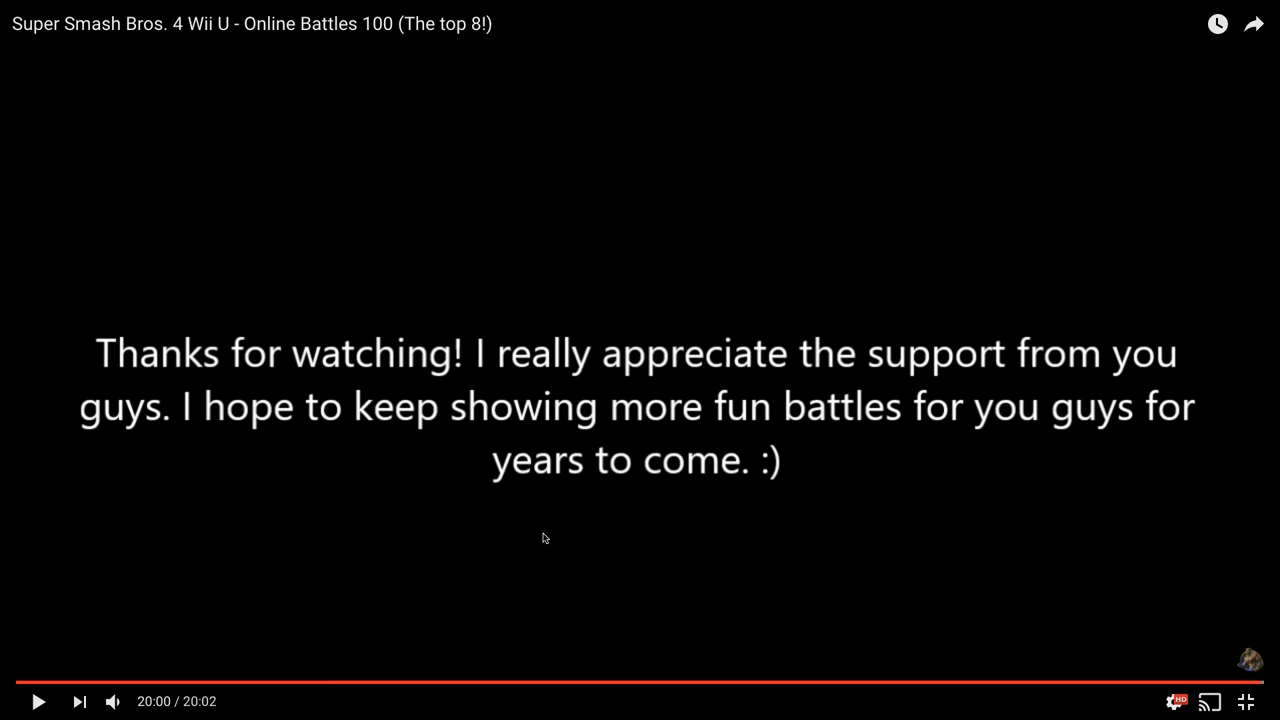 Super Smash Bros. 4 Wii U - Online Battles 100 (The top 8!)
Thanks for watching! I really appreciate the support from you
guys. I hope to keep showing more fun battles for you guys for
years to come. :)
20:00 / 20:02
HD